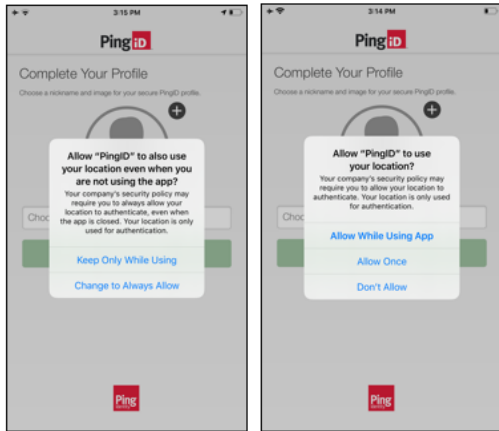 3:15 PM
Ping iD
Complete Your Profile
Choose a nickname and image for your secure PingID profile.
Allow “PingID” to also use
your location even when you
are not using the app?
Your company's security policy may
require you to always allow your
location to authenticate, even when
the app is closed. Your location is only
used for authentication.
Choo
Keep Only While Using
Change to Always Allow
Ping
3:14 PM
Ping iD
Complete Your Profile
Choose a nickname and image for your secure PingID profile.
Allow “PingID” to use
your location?
Your company's security policy may
require you to allow your location to
authenticate. Your location is only used
for authentication.
Choo
Allow While Using App
Allow Once
Don't Allow
Ping